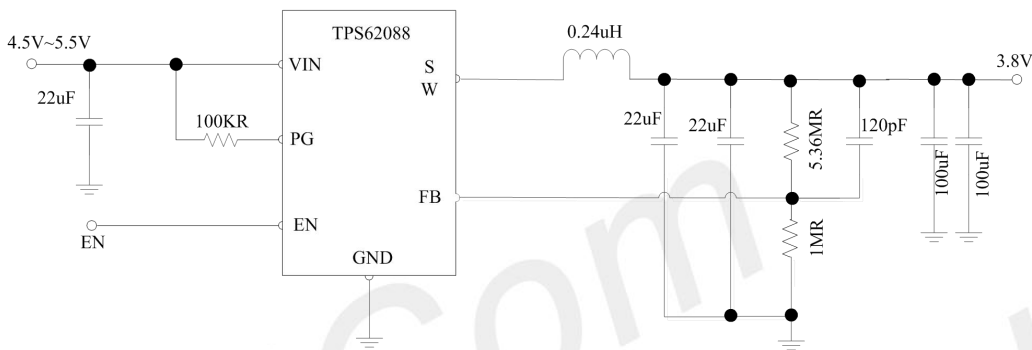 TPS62088
4.5V~5.5V
0.24uH
3.8V
VIN
S
W
22uF
100KR
PG
22uF
22uF
5.36MR
120pF
100uF
100uF
FB
EN
EN
1MR
GND
Com